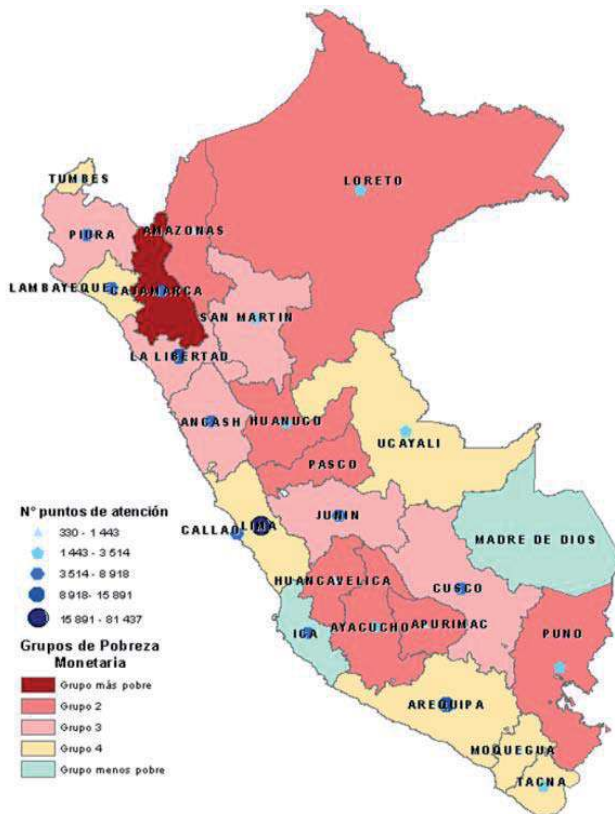 TUMBES
PIURA
LORETO
AMAZONAS
LAMBAYEQUE
CAJAMARCA
SAN MARTIN
LA LIBERTAD
ANCASH
HUANUCO
UCAYALI
PASCO
JUNIN
CALLAO
LIMA
MADRE DE DIOS
HUANCAVELICA
CUSCO
ICA
AYACUCHO
APURIMAC
PUNO
AREQUIPA
MOQUEGUA
TACNA
N° puntos de atención
330 - 1 443
1 443 - 3 514
3 514 - 8 918
8 918 - 15 891
15 891 - 81 437
Grupos de Pobreza
Monetaria
Grupo más pobre
Grupo 2
Grupo 3
Grupo 4
Grupo menos pobre